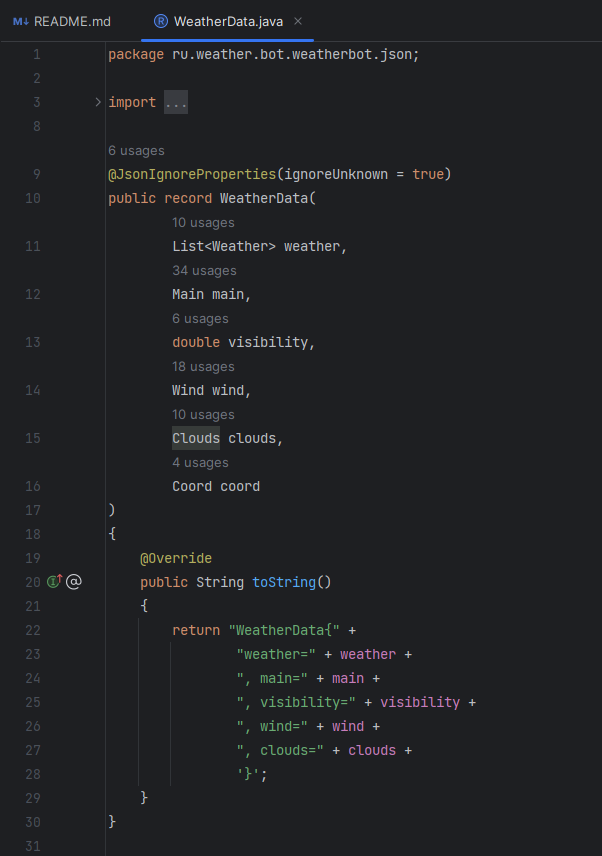 M↓ README.md R WeatherData.java ×
1 package ru.weather.bot.weatherbot.json;
2
3 > import ...
8
6 usages
9 @JsonIgnoreProperties(ignoreUnknown = true)
10 public record WeatherData(
10 usages
11 List<Weather> weather,
34 usages
12 Main main,
6 usages
13 double visibility,
18 usages
14 Wind wind,
10 usages
15 Clouds clouds,
4 usages
16 Coord coord
17 )
18 {
19 @Override
20 I @ public String toString()
21 {
22 return "WeatherData{" +
23 "weather=" + weather +
24 ", main=" + main +
25 ", visibility=" + visibility +
26 ", wind=" + wind +
27 ", clouds=" + clouds +
28 '}';
29 }
30 }
31